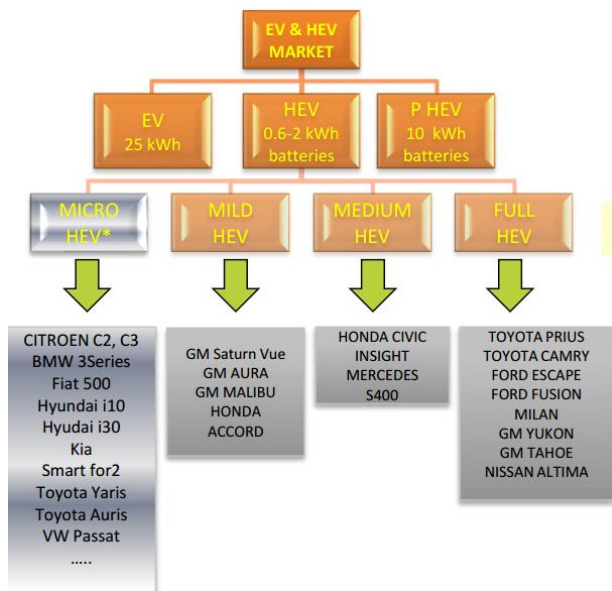 EV & HEV
MARKET
EV
25 kWh
HEV
0.6-2 kWh
batteries
P HEV
10 kWh
batteries
MICRO
HEV*
MILD
HEV
MEDIUM
HEV
FULL
HEV
CITROEN C2, C3
BMW 3Series
Fiat 500
Hyundai i10
Hyudai i30
Kia
Smart for2
Toyota Yaris
Toyota Auris
VW Passat
.....
GM Saturn Vue
GM AURA
GM MALIBU
HONDA
ACCORD
HONDA CIVIC
INSIGHT
MERCEDES
S400
TOYOTA PRIUS
TOYOTA CAMRY
FORD ESCAPE
FORD FUSION
MILAN
GM YUKON
GM TAHOE
NISSAN ALTIMA